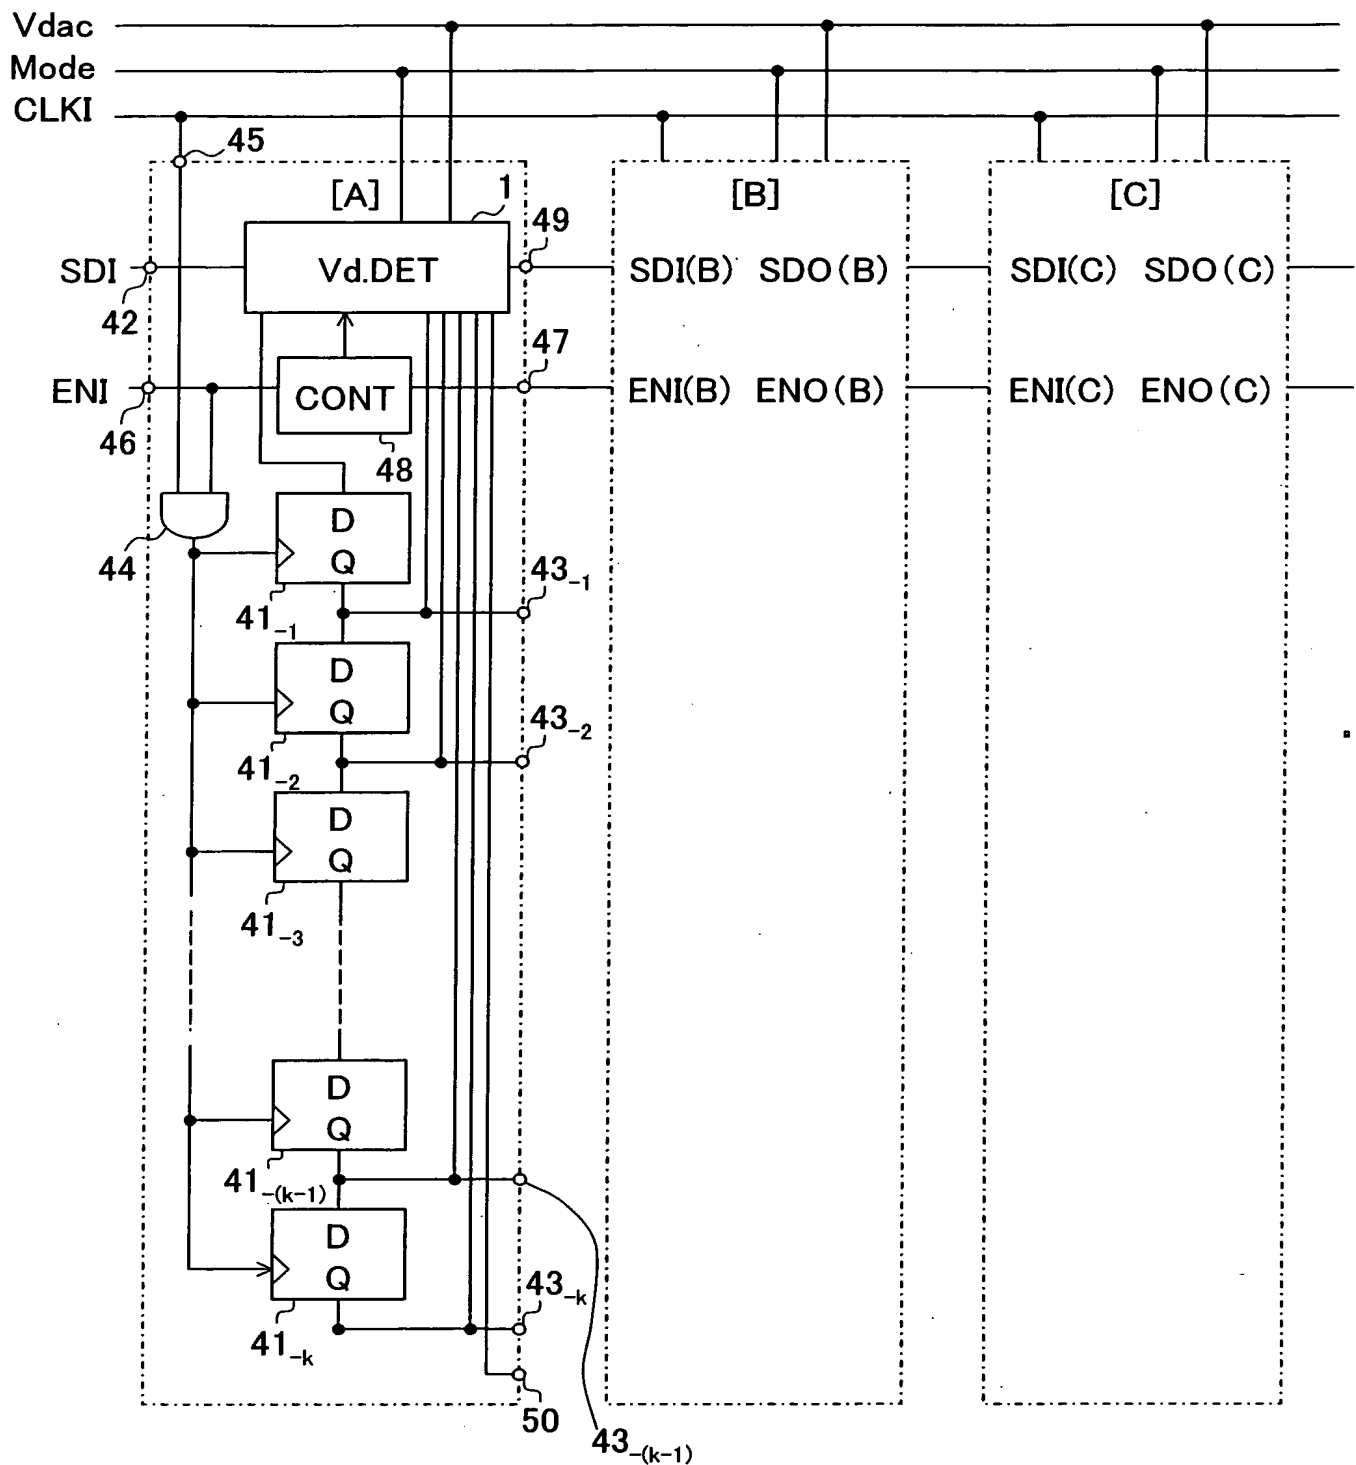 Vdac
Mode
CLKI
45
[A]
1
49
[B]
[C]
SDI
Vd.DET
SDI(B) SDO(B)
SDI(C) SDO(C)
42
47
ENI
CONT
ENI(B) ENO(B)
ENI(C) ENO(C)
46
48
D
Q
44
43-1
41-1
D
Q
43-2
41-2
D
Q
41-3
D
Q
41-(k-1)
D
Q
43-k
41-k
50
43-(k-1)